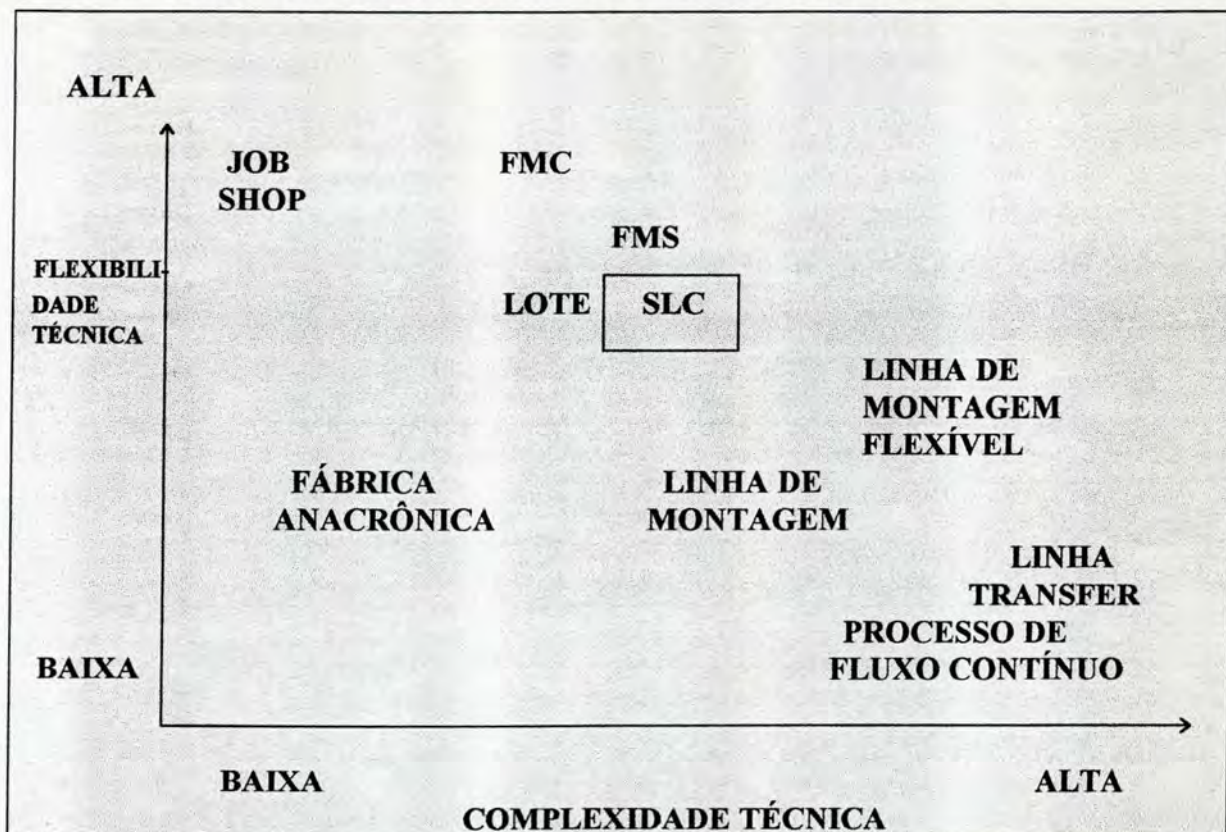 ALTA
JOB
SHOP
FMC
FMS
FLEXIBILI-
DADE
TÉCNICA
LOTE
SLC
LINHA DE
MONTAGEM
FLEXÍVEL
FÁBRICA
ANACRÔNICA
LINHA DE
MONTAGEM
LINHA
TRANSFER
PROCESSO DE
FLUXO CONTÍNUO
BAIXA
BAIXA
ALTA
COMPLEXIDADE TÉCNICA